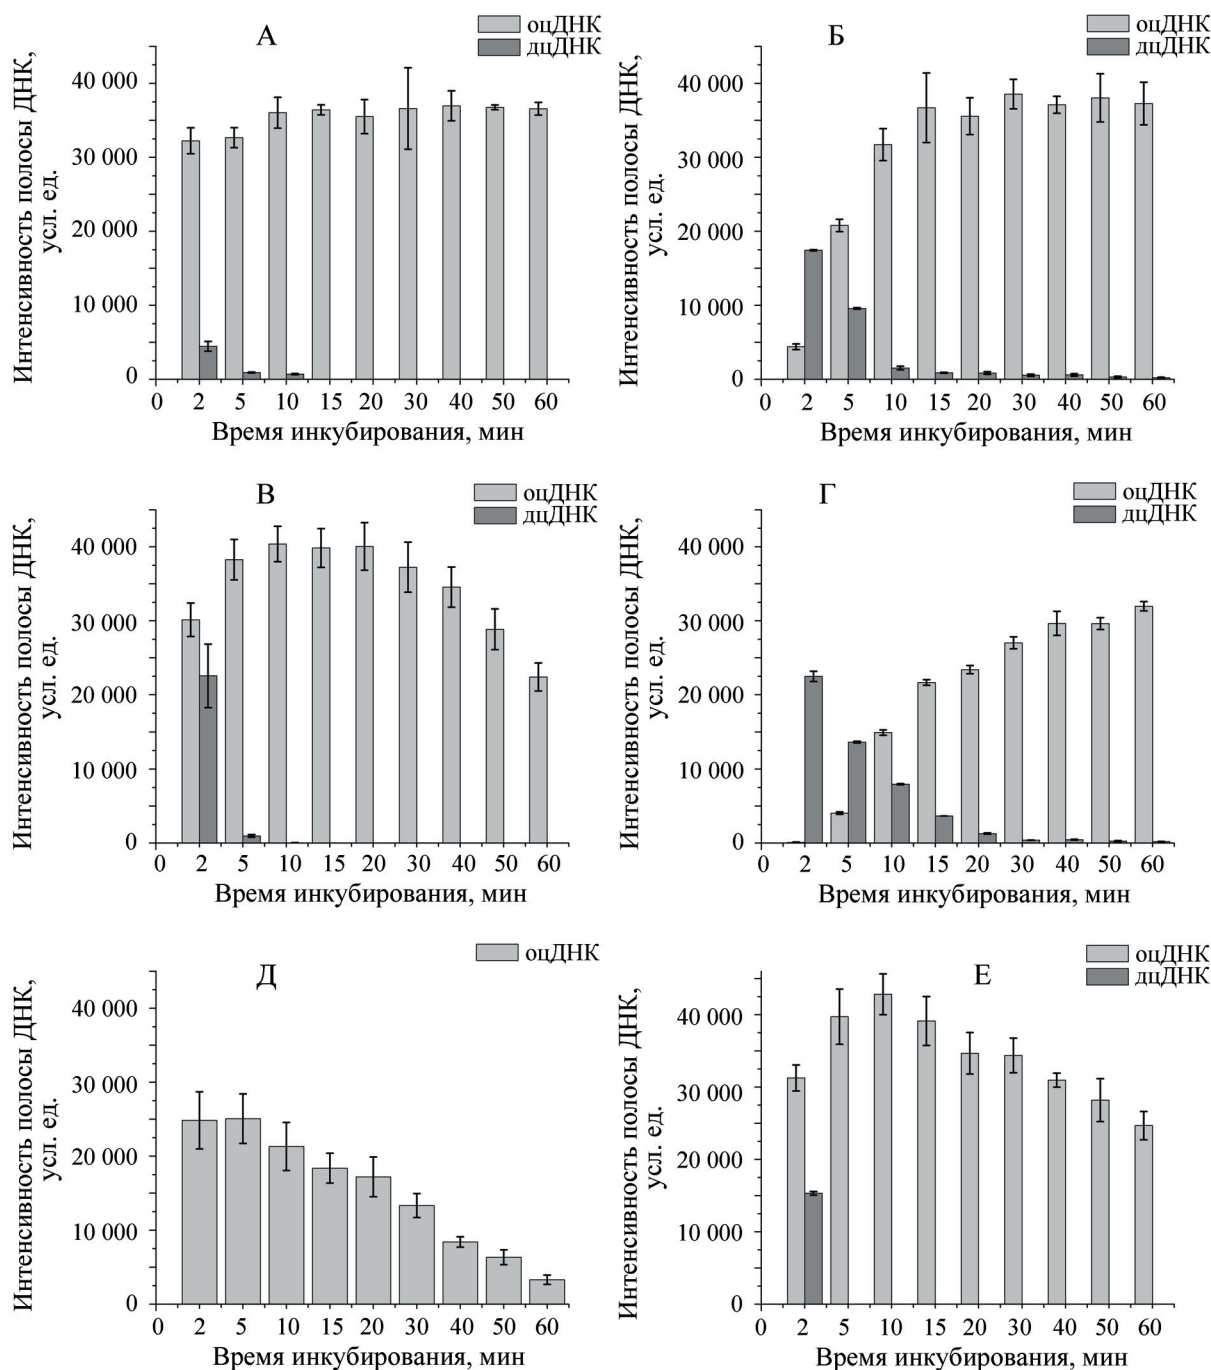 А
оцДНК
дцДНК
Интенсивность полосы ДНК,
усл. ед.
40 000
30 000
20 000
10 000
0
0 2 5 10 15 20 30 40 50 60
Время инкубирования, мин
Б
оцДНК
дцДНК
Интенсивность полосы ДНК,
усл. ед.
40 000
30 000
20 000
10 000
0
0 2 5 10 15 20 30 40 50 60
Время инкубирования, мин
В
оцДНК
дцДНК
Интенсивность полосы ДНК,
усл. ед.
40 000
30 000
20 000
10 000
0
0 2 5 10 15 20 30 40 50 60
Время инкубирования, мин
Г
оцДНК
дцДНК
Интенсивность полосы ДНК,
усл. ед.
40 000
30 000
20 000
10 000
0
0 2 5 10 15 20 30 40 50 60
Время инкубирования, мин
Д
оцДНК
Интенсивность полосы ДНК,
усл. ед.
40 000
30 000
20 000
10 000
0
0 2 5 10 15 20 30 40 50 60
Время инкубирования, мин
Е
оцДНК
дцДНК
Интенсивность полосы ДНК,
усл. ед.
40 000
30 000
20 000
10 000
0
0 2 5 10 15 20 30 40 50 60
Время инкубирования, мин